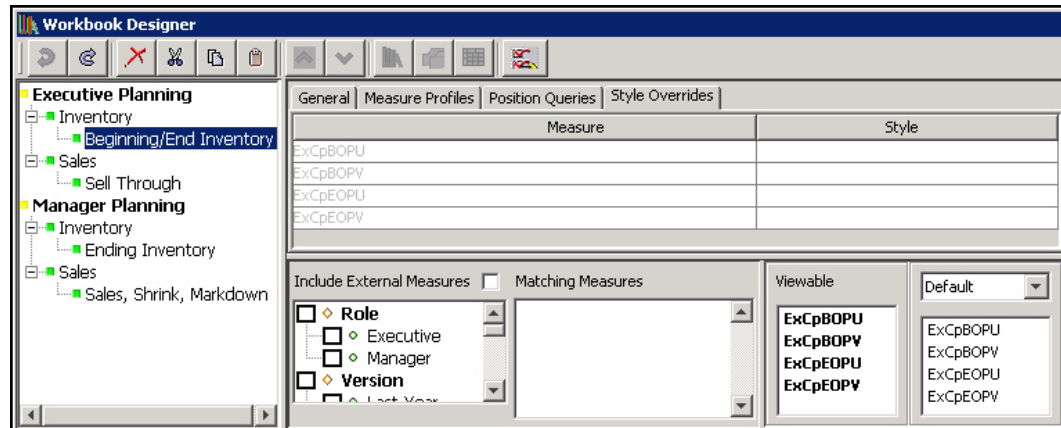 Workbook Designer
Executive Planning
Inventory
Beginning/End Inventory
Sales
Sell Through
Manager Planning
Inventory
Ending Inventory
Sales
Sales, Shrink, Markdown
General Measure Profiles Position Queries Style Overrides
Measure Style
ExCpBOPU
ExCpBOPV
ExCpEOPU
ExCpEOPV
Include External Measures
Role
Executive
Manager
Version
Last Year
Matching Measures
Viewable
ExCpBOPU
ExCpBOPV
ExCpEOPU
ExCpEOPV
Default
ExCpBOPU
ExCpBOPV
ExCpEOPU
ExCpEOPV